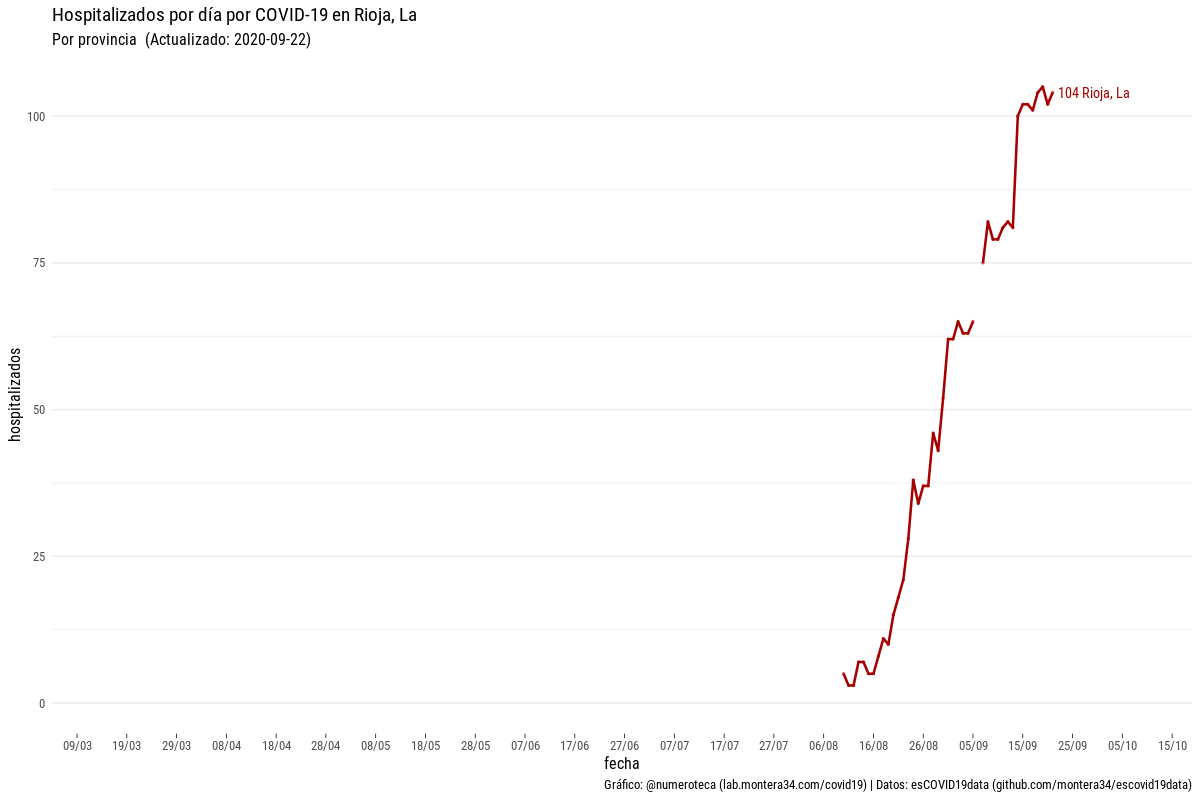 Hospitalizados por día por COVID-19 en Rioja, La
Por provincia  (Actualizado: 2020-09-22)
104 Rioja, La
100
75
50
25
0
hospitalizados
09/03 19/03 29/03 08/04 18/04 28/04 08/05 18/05 28/05 07/06 17/06 27/06 07/07 17/07 27/07 06/08 16/08 26/08 05/09 15/09 25/09 05/10 15/10
fecha
Gráfico: @numeroteca (lab.montera34.com/covid19) | Datos: esCOVID19data (github.com/montera34/escovid19data)